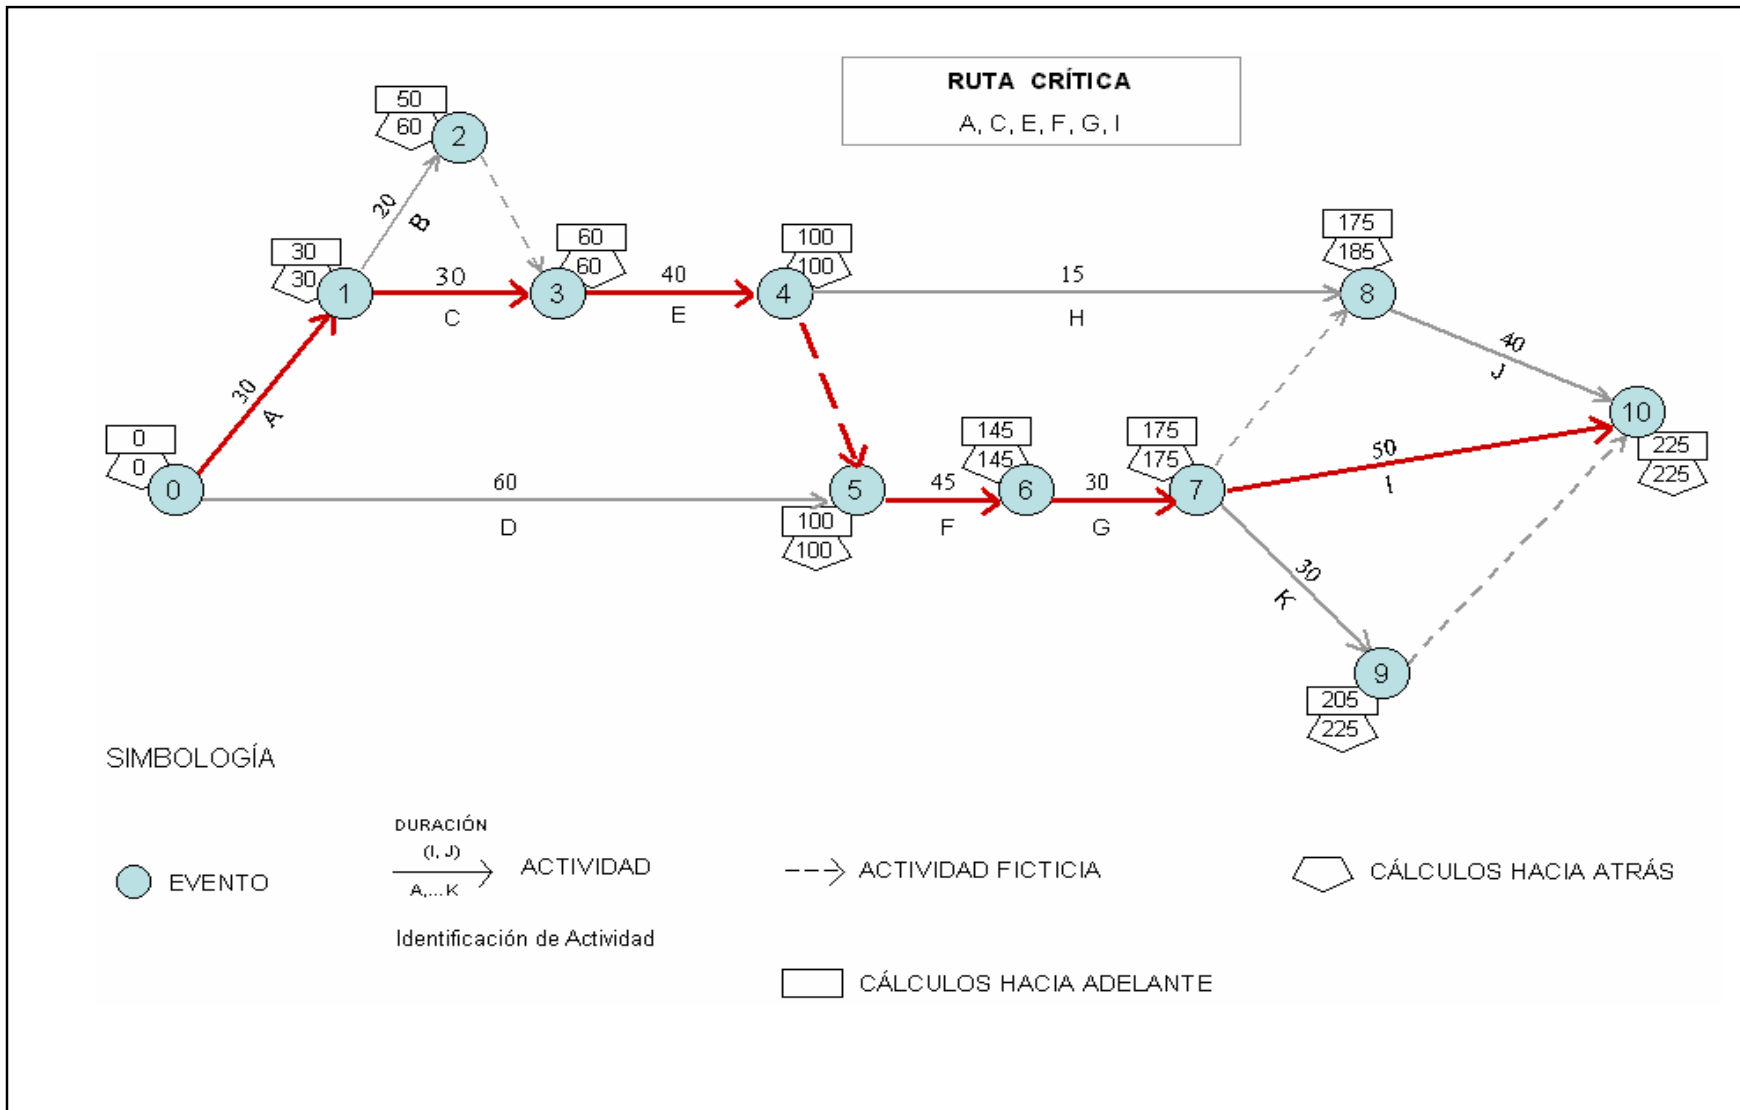 RUTA CRÍTICA
A, C, E, F, G, I
50
60
2
20
B
30
30
1
30
C
60
60
3
40
E
100
100
4
15
H
175
185
8
40
J
30
A
0
0
0
60
D
5
100
100
45
F
145
145
6
30
G
175
175
7
50
I
10
225
225
30
K
9
205
225
SIMBOLOGÍA
EVENTO
DURACIÓN
(I, J)
A,...K
ACTIVIDAD
Identificación de Actividad
ACTIVIDAD FICTICIA
CÁLCULOS HACIA ATRÁS
CÁLCULOS HACIA ADELANTE